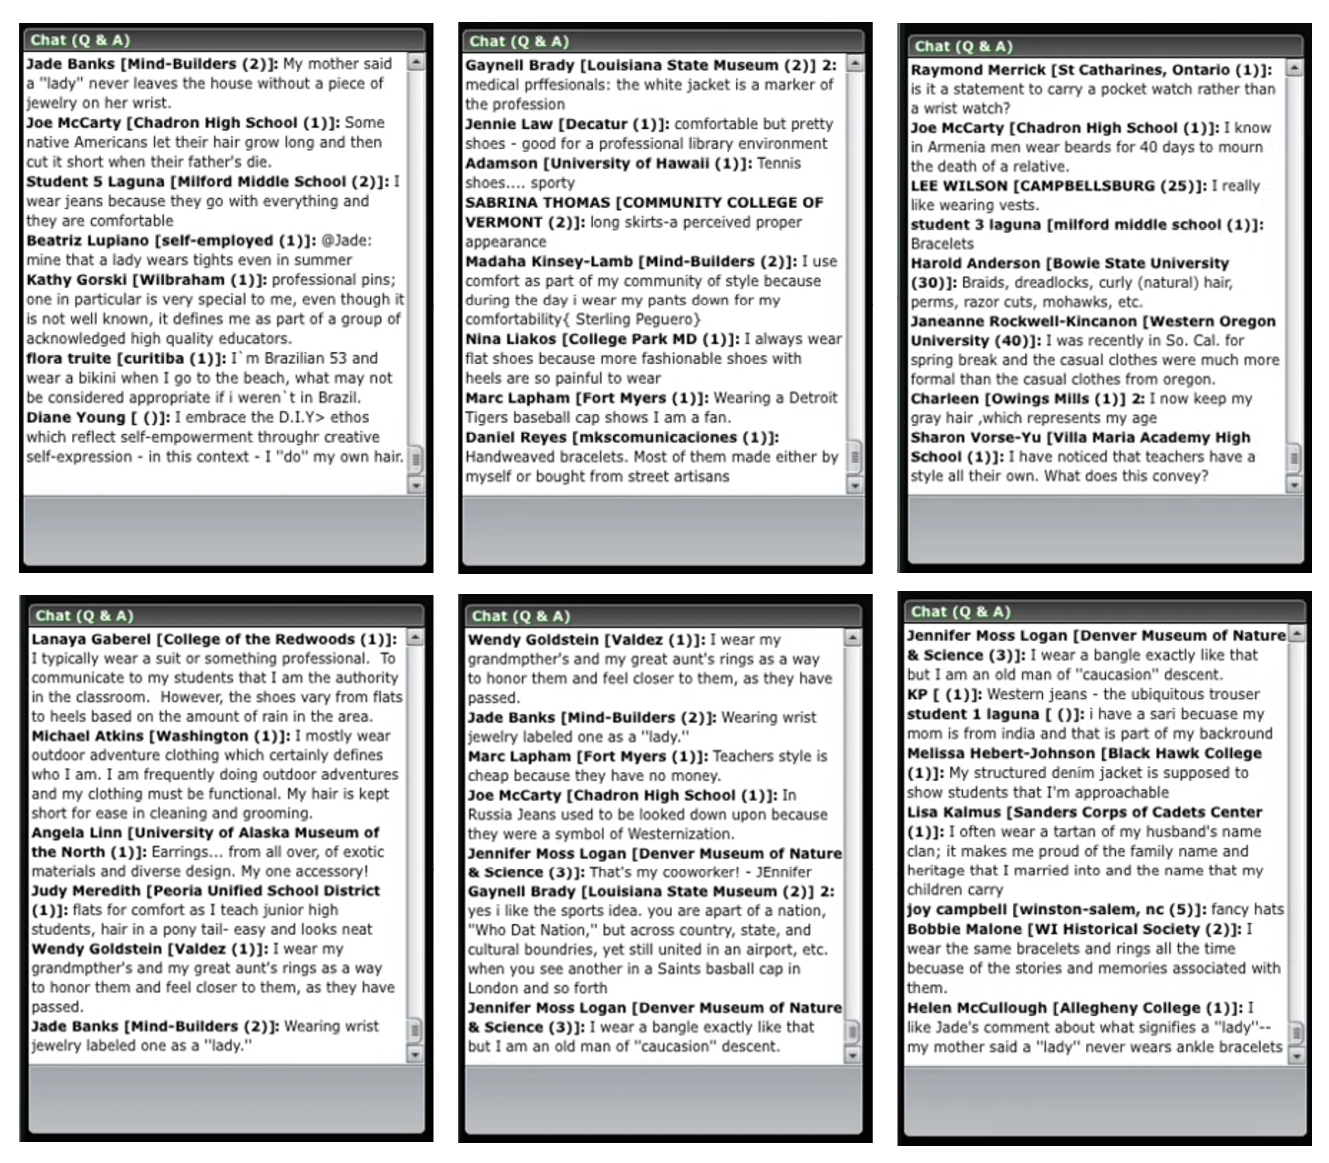 Chat (Q & A)
Jade Banks [Mind-Builders (2)]: My mother said
a "lady" never leaves the house without a piece of
jewelry on her wrist.
Joe McCarty [Chadron High School (1)]: Some
native Americans let their hair grow long and then
cut it short when their father's die.
Student 5 Laguna [Milford Middle School (2)]: I
wear jeans because they go with everything and
they are comfortable
Beatriz Lupiano [self-employed (1)]: @Jade:
mine that a lady wears tights even in summer
Kathy Gorski [Wilbraham (1)]: professional pins;
one in particular is very special to me, even though it
is not well known, it defines me as part of a group of
acknowledged high quality educators.
flora truite [curitiba (1)]: I`m Brazilian 53 and
wear a bikini when I go to the beach, what may not
be considered appropriate if i weren`t in Brazil.
Diane Young [ ()]: I embrace the D.I.Y> ethos
which reflect self-empowerment throughr creative
self-expression - in this context - I "do" my own hair.
Chat (Q & A)
Gaynell Brady [Louisiana State Museum (2)] 2:
medical prffesionals: the white jacket is a marker of
the profession
Jennie Law [Decatur (1)]: comfortable but pretty
shoes - good for a professional library environment
Adamson [University of Hawaii (1)]: Tennis
shoes.... sporty
SABRINA THOMAS [COMMUNITY COLLEGE OF
VERMONT (2)]: long skirts-a perceived proper
appearance
Madaha Kinsey-Lamb [Mind-Builders (2)]: I use
comfort as part of my community of style because
during the day i wear my pants down for my
comfortability{ Sterling Peguero}
Nina Liakos [College Park MD (1)]: I always wear
flat shoes because more fashionable shoes with
heels are so painful to wear
Marc Lapham [Fort Myers (1)]: Wearing a Detroit
Tigers baseball cap shows I am a fan.
Daniel Reyes [mkscomunicaciones (1)]:
Handweaved bracelets. Most of them made either by
myself or bought from street artisans
Chat (Q & A)
Raymond Merrick [St Catharines, Ontario (1)]:
is it a statement to carry a pocket watch rather than
a wrist watch?
Joe McCarty [Chadron High School (1)]: I know
in Armenia men wear beards for 40 days to mourn
the death of a relative.
LEE WILSON [CAMPBELLSBURG (25)]: I really
like wearing vests.
student 3 laguna [milford middle school (1)]:
Bracelets
Harold Anderson [Bowie State University
(30)]: Braids, dreadlocks, curly (natural) hair,
perms, razor cuts, mohawks, etc.
Janeanne Rockwell-Kincanon [Western Oregon
University (40)]: I was recently in So. Cal. for
spring break and the casual clothes were much more
formal than the casual clothes from oregon.
Charleen [Owings Mills (1)] 2: I now keep my
gray hair ,which represents my age
Sharon Vorse-Yu [Villa Maria Academy High
School (1)]: I have noticed that teachers have a
style all their own. What does this convey?
Chat (Q & A)
Lanaya Gaberel [College of the Redwoods (1)]:
I typically wear a suit or something professional.  To
communicate to my students that I am the authority
in the classroom.  However, the shoes vary from flats
to heels based on the amount of rain in the area.
Michael Atkins [Washington (1)]: I mostly wear
outdoor adventure clothing which certainly defines
who I am. I am frequently doing outdoor adventures
and my clothing must be functional. My hair is kept
short for ease in cleaning and grooming.
Angela Linn [University of Alaska Museum of
the North (1)]: Earrings... from all over, of exotic
materials and diverse design. My one accessory!
Judy Meredith [Peoria Unified School District
(1)]: flats for comfort as I teach junior high
students, hair in a pony tail- easy and looks neat
Wendy Goldstein [Valdez (1)]: I wear my
grandmpther's and my great aunt's rings as a way
to honor them and feel closer to them, as they have
passed.
Jade Banks [Mind-Builders (2)]: Wearing wrist
jewelry labeled one as a "lady."
Chat (Q & A)
Wendy Goldstein [Valdez (1)]: I wear my
grandmpther's and my great aunt's rings as a way
to honor them and feel closer to them, as they have
passed.
Jade Banks [Mind-Builders (2)]: Wearing wrist
jewelry labeled one as a "lady."
Marc Lapham [Fort Myers (1)]: Teachers style is
cheap because they have no money.
Joe McCarty [Chadron High School (1)]: In
Russia Jeans used to be looked down upon because
they were a symbol of Westernization.
Jennifer Moss Logan [Denver Museum of Nature
& Science (3)]: That's my cooworker! - JEnnifer
Gaynell Brady [Louisiana State Museum (2)] 2:
yes i like the sports idea. you are apart of a nation,
"Who Dat Nation," but across country, state, and
cultural boundries, yet still united in an airport, etc.
when you see another in a Saints basball cap in
London and so forth
Jennifer Moss Logan [Denver Museum of Nature
& Science (3)]: I wear a bangle exactly like that
but I am an old man of "caucasion" descent.
Chat (Q & A)
Jennifer Moss Logan [Denver Museum of Nature
& Science (3)]: I wear a bangle exactly like that
but I am an old man of "caucasion" descent.
KP [ (1)]: Western jeans - the ubiquitous trouser
student 1 laguna [ ()]: i have a sari becuase my
mom is from india and that is part of my backround
Melissa Hebert-Johnson [Black Hawk College
(1)]: My structured denim jacket is supposed to
show students that I'm approachable
Lisa Kalmus [Sanders Corps of Cadets Center
(1)]: I often wear a tartan of my husband's name
clan; it makes me proud of the family name and
heritage that I married into and the name that my
children carry
joy campbell [winston-salem, nc (5)]: fancy hats
Bobbie Malone [WI Historical Society (2)]: I
wear the same bracelets and rings all the time
becuase of the stories and memories associated with
them.
Helen McCullough [Allegheny College (1)]: I
like Jade's comment about what signifies a "lady"--
my mother said a "lady" never wears ankle bracelets